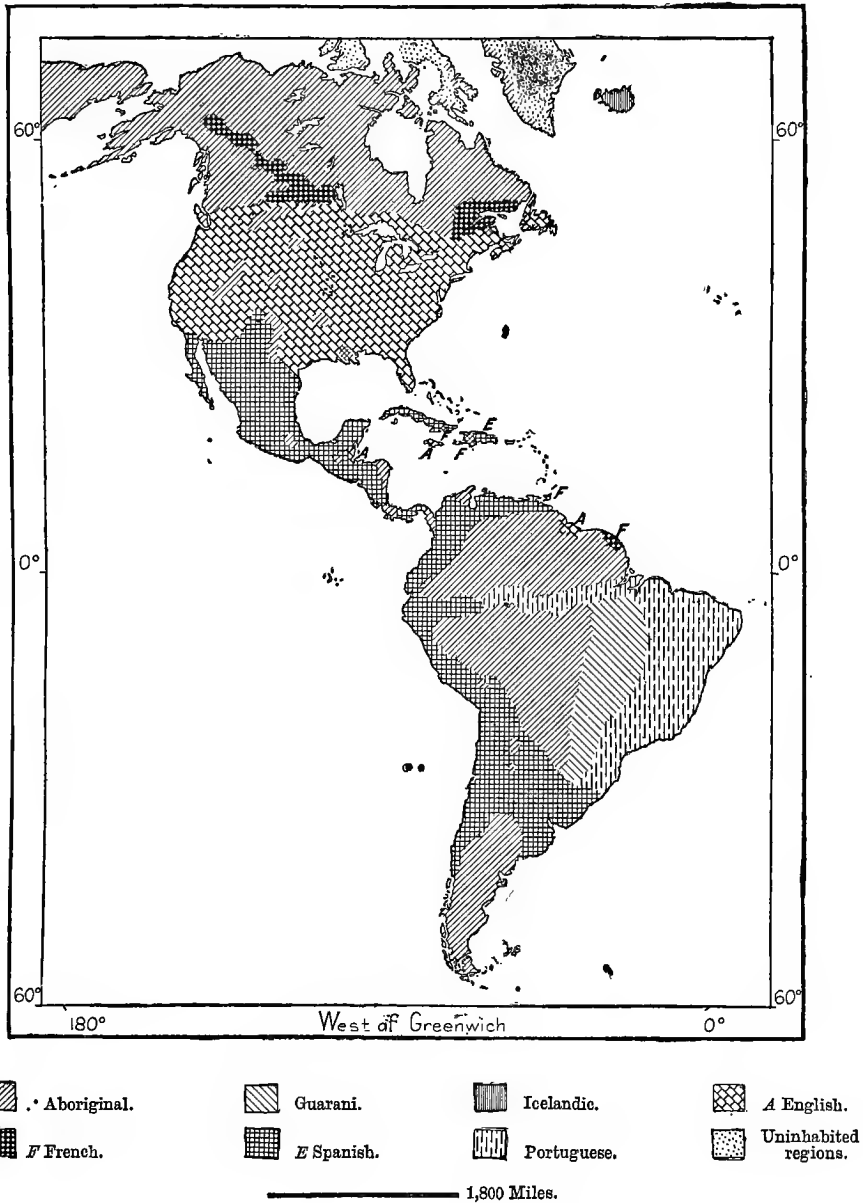 60°
60°
E
A
F
F
A
F
0°
0°
60°
60°
180°
West of Greenwich
0°
Aboriginal.
Guarani.
Icelandic.
A English.
F French.
E Spanish.
Portuguese.
Uninhabited
regions.
1,800 Miles.